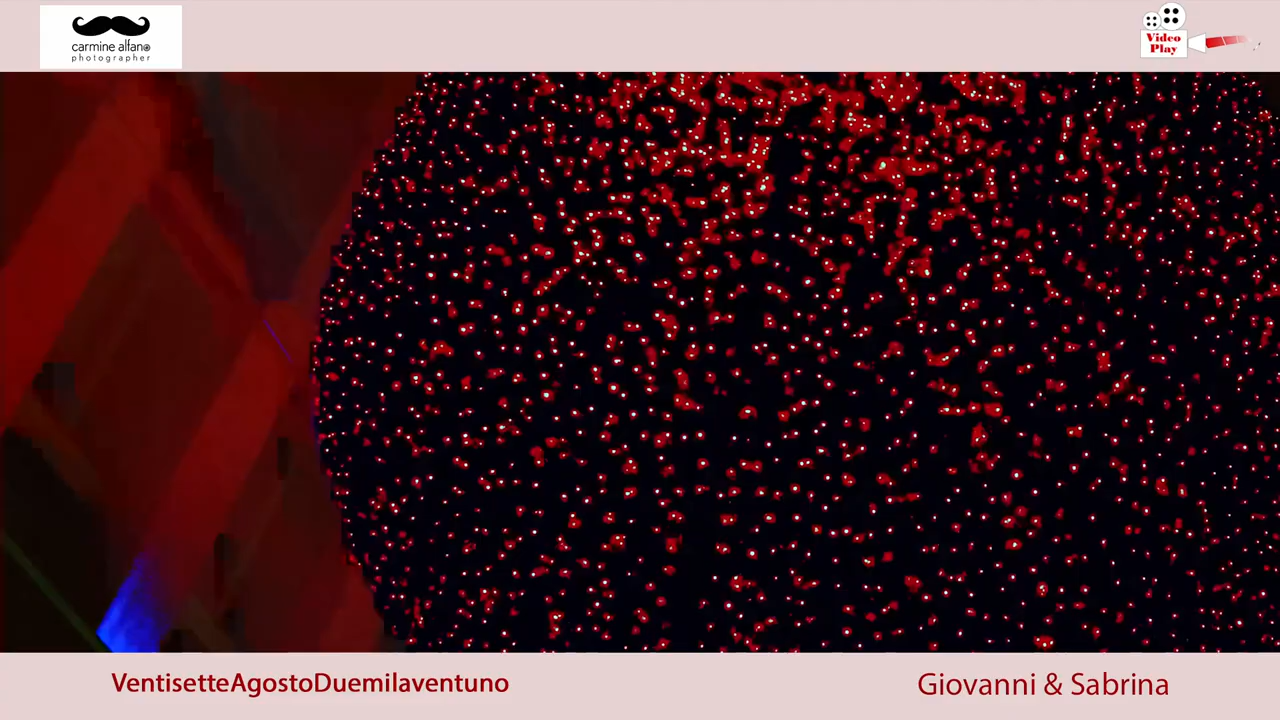 carmine alfano
photographer
Video
Play
VentisetteAgostoDuemilaventuno
Giovanni & Sabrina